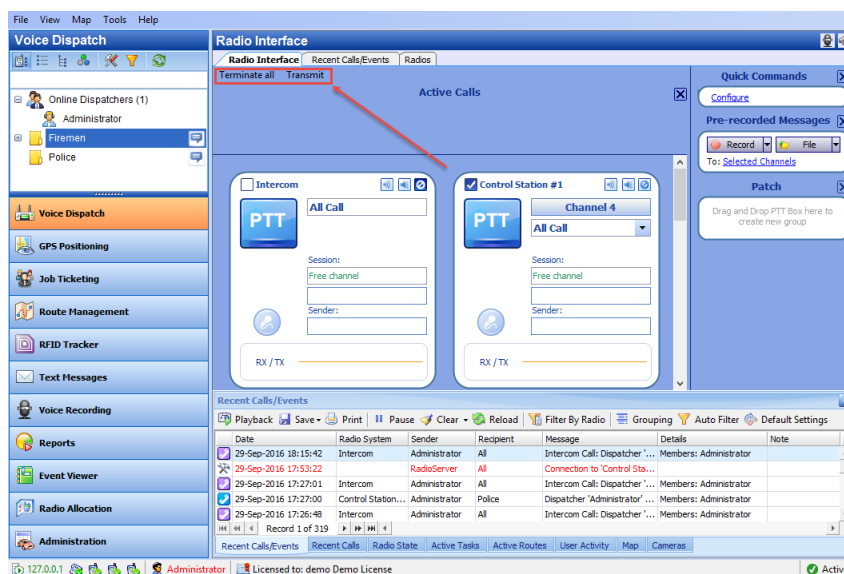 File View Map Tools Help
Voice Dispatch
Online Dispatchers (1)
Administrator
Firemen
Police
Voice Dispatch
GPS Positioning
Job Ticketing
Route Management
RFID Tracker
Text Messages
Voice Recording
Reports
Event Viewer
Radio Allocation
Administration
Radio Interface
Radio Interface Recent Calls/Events Radios
Terminate all Transmit
Active Calls
Intercom
PTT
All Call
Session:
Free channel
Sender:
RX / TX
Control Station #1
PTT
Channel 4
All Call
Session:
Free channel
Sender:
RX / TX
Quick Commands
Configure
Pre-recorded Messages
Record File
To: Selected Channels
Patch
Drag and Drop PTT Box here to
create new group
Recent Calls/Events
Playback Save Print Pause Clear Reload Filter By Radio Grouping Auto Filter Default Settings
Date Radio System Sender Recipient Message Details Note
29-Sep-2016 18:15:42 Intercom Administrator All Intercom Call: Dispatcher '... Members: Administrator
29-Sep-2016 17:53:22 RadioServer All Connection to 'Control Sta...
29-Sep-2016 17:27:01 Intercom Administrator All Intercom Call: Dispatcher '... Members: Administrator
29-Sep-2016 17:27:00 Control Station... Administrator Police Dispatcher 'Administrator' ... Members: Administrator
29-Sep-2016 17:26:48 Intercom Administrator All Intercom Call: Dispatcher '... Members: Administrator
Record 1 of 319
Recent Calls/Events Recent Calls Radio State Active Tasks Active Routes User Activity Map Cameras
127.0.0.1 Administrator Licensed to: demo Demo License Activ